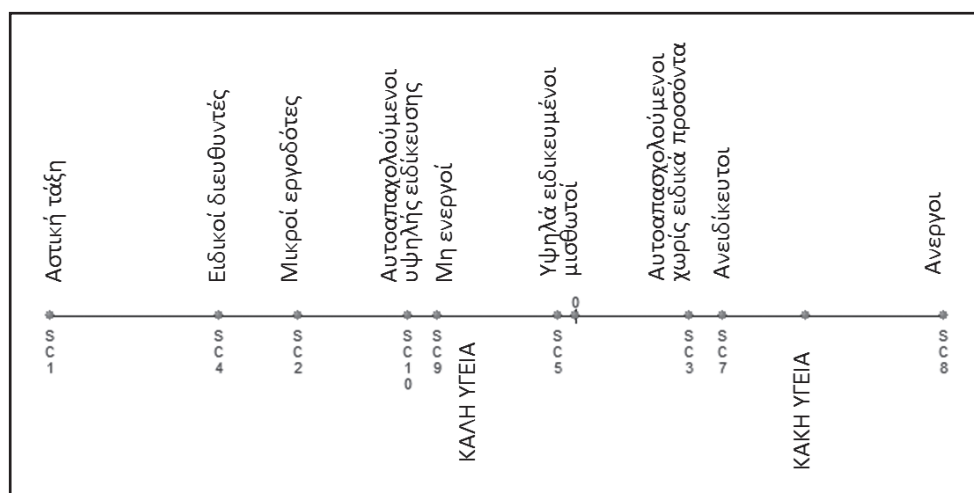 Αστική τάξη
Ειδικοί διευθυντές
Μικροί εργοδότες
Αυτοαπαχολούμενοι
υψηλής ειδίκευσης
Μη ενεργοί
Υψηλά ειδικευμένοι
μισθωτοί
Αυτοαπασχολούμενοι
χωρίς ειδικά προσόντα
Ανειδίκευτοι
Ανεργοι
0
SC1
SC4
SC2
SC10
SC9
SC5
SC3
SC7
SC8
ΚΑΛΗ ΥΓΕΙΑ
ΚΑΚΗ ΥΓΕΙΑ